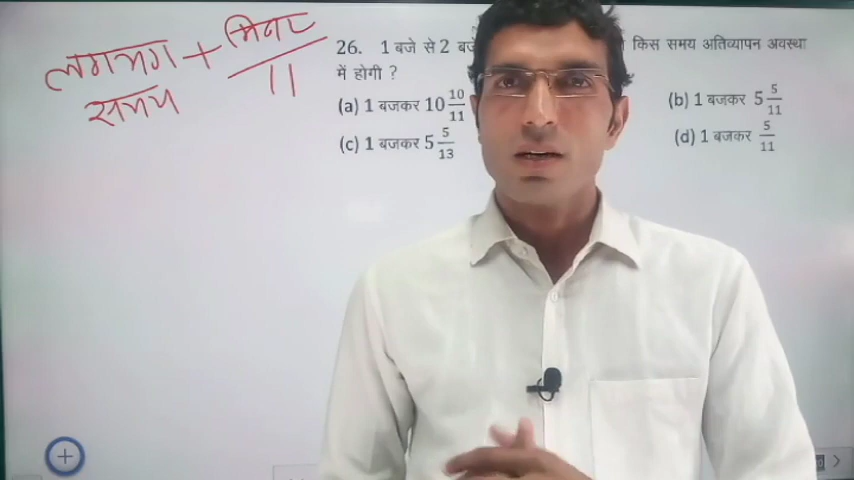 लगभग + मिनट
समय 11
26. 1 बजे से 2 बजे किस समय अतिव्यापन अवस्था
में होगी ?
(a) 1 बजकर 10 10/11 (b) 1 बजकर 5 5/11
(c) 1 बजकर 5 5/13 (d) 1 बजकर 5/11